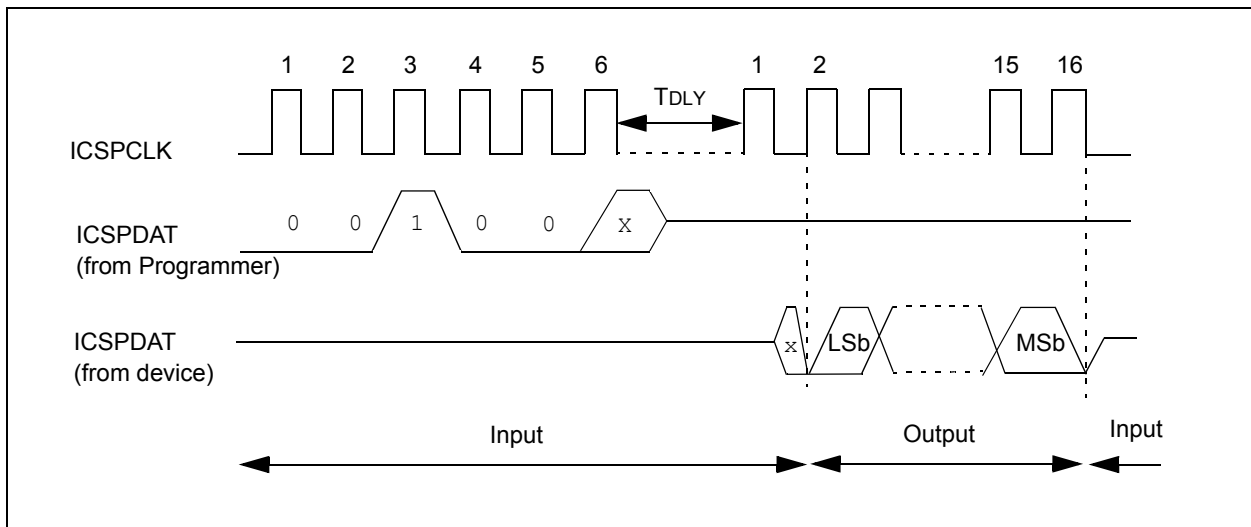 1 2 3 4 5 6 1 2 15 16
TDLY
ICSPCLK
0 0 1 0 0 x
ICSPDAT
(from Programmer)
ICSPDAT
(from device)
x LSb MSb
Input Output Input